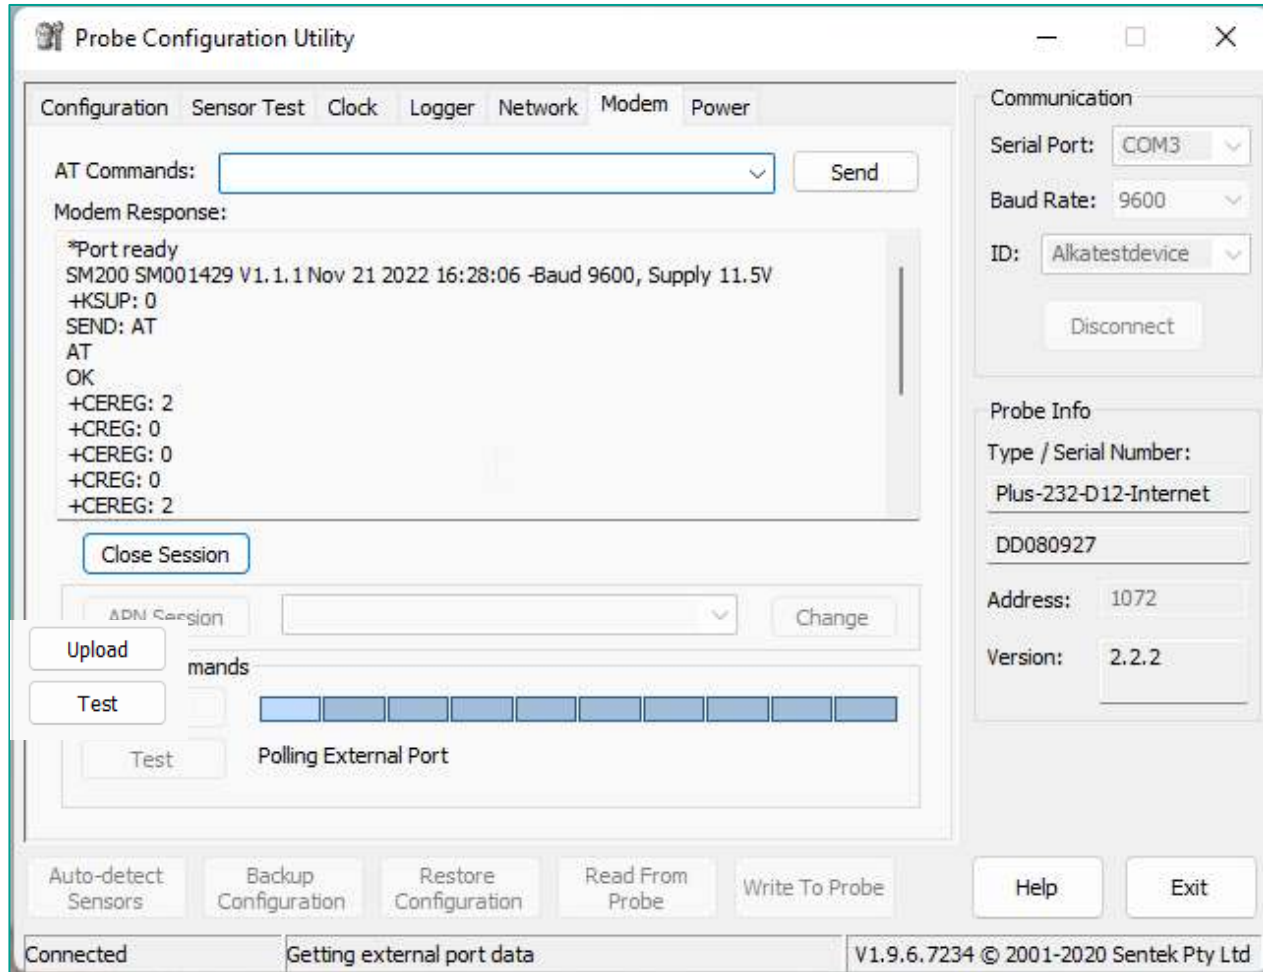 Probe Configuration Utility
Configuration Sensor Test Clock Logger Network Modem Power
AT Commands: Send
Modem Response:
*Port ready
SM200 SM001429 V1.1.1 Nov 21 2022 16:28:06 -Baud 9600, Supply 11.5V
+KSUP: 0
SEND: AT
AT
OK
+CEREG: 2
+CREG: 0
+CEREG: 0
+CREG: 0
+CEREG: 2
Close Session
APN Session Change
Upload
mands
Test
Test Polling External Port
Communication
Serial Port: COM3
Baud Rate: 9600
ID: Alkatestdevice
Disconnect
Probe Info
Type / Serial Number:
Plus-232-D12-Internet
DD080927
Address: 1072
Version: 2.2.2
Auto-detect Sensors
Backup Configuration
Restore Configuration
Read From Probe
Write To Probe
Help
Exit
Connected Getting external port data V1.9.6.7234 © 2001-2020 Sentek Pty Ltd